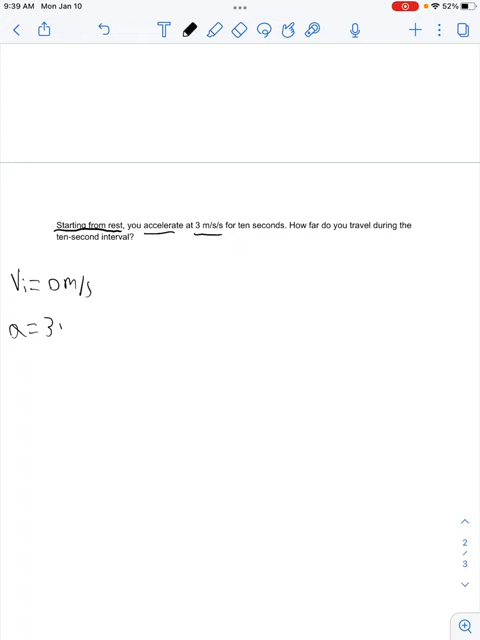 9:39 AM Mon Jan 10
52%
Starting from rest, you accelerate at 3 m/s/s for ten seconds. How far do you travel during the
ten-second interval?
Vi = 0 m/s
a = 3
2
3